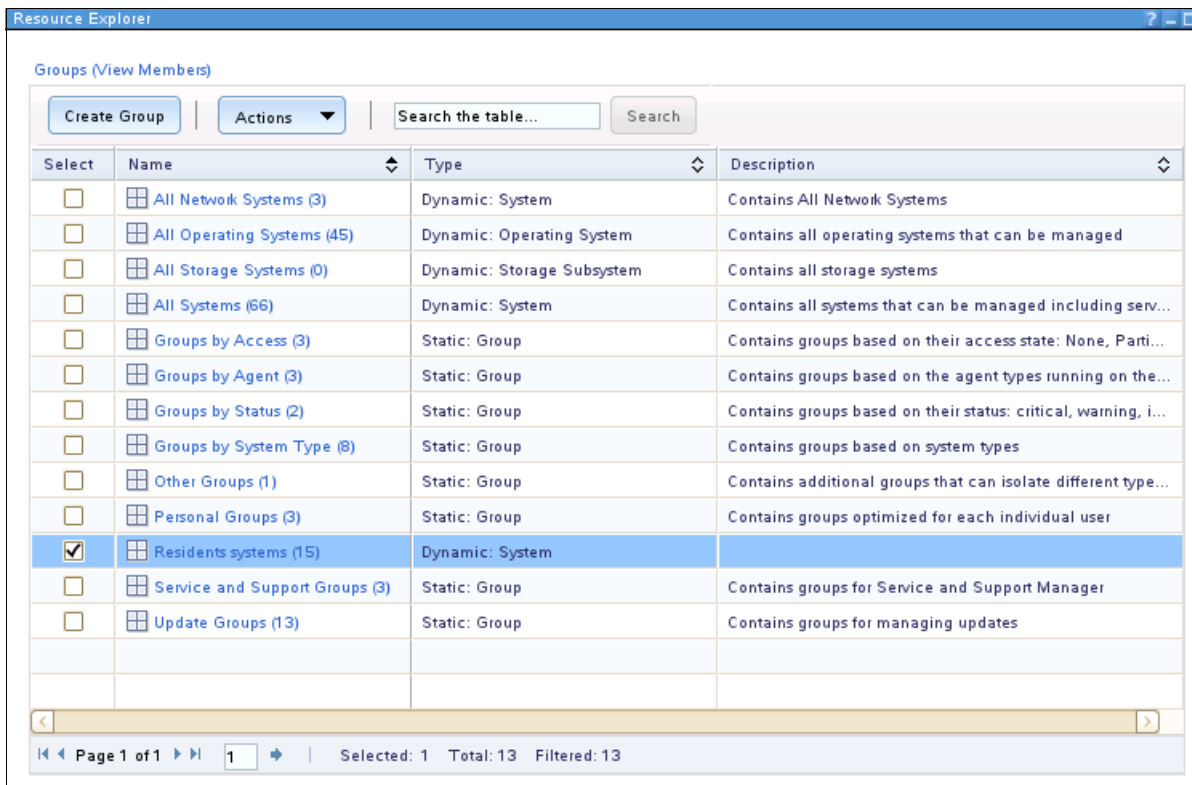 Resource Explorer ?
Groups (View Members)
Create Group Actions Search the table... Search
Select Name Type Description
All Network Systems (3) Dynamic: System Contains All Network Systems
All Operating Systems (45) Dynamic: Operating System Contains all operating systems that can be managed
All Storage Systems (0) Dynamic: Storage Subsystem Contains all storage systems
All Systems (66) Dynamic: System Contains all systems that can be managed including serv...
Groups by Access (3) Static: Group Contains groups based on their access state: None, Parti...
Groups by Agent (3) Static: Group Contains groups based on the agent types running on the...
Groups by Status (2) Static: Group Contains groups based on their status: critical, warning, i...
Groups by System Type (8) Static: Group Contains groups based on system types
Other Groups (1) Static: Group Contains additional groups that can isolate different type...
Personal Groups (3) Static: Group Contains groups optimized for each individual user
Residents systems (15) Dynamic: System
Service and Support Groups (3) Static: Group Contains groups for Service and Support Manager
Update Groups (13) Static: Group Contains groups for managing updates
Page 1 of 1 1 Selected: 1 Total: 13 Filtered: 13